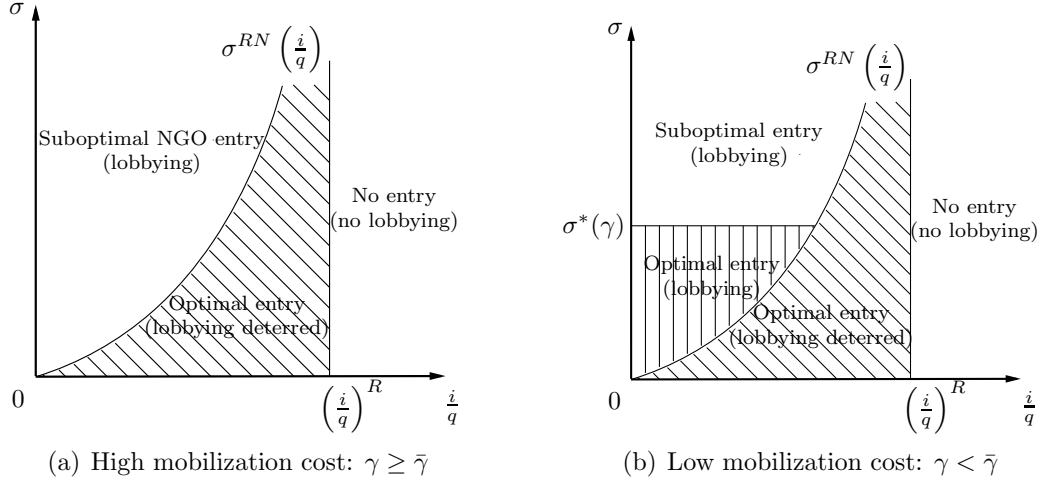 σ
σ^{RN} (i/q)
Suboptimal NGO entry
(lobbying)
No entry
(no lobbying)
Optimal entry
(lobbying deterred)
0
(i/q)^R
i/q
(a) High mobilization cost: γ ≥ γ̄
σ
σ^{RN} (i/q)
Suboptimal entry
(lobbying)
No entry
(no lobbying)
σ*(γ)
Optimal entry
(lobbying)
Optimal entry
(lobbying deterred)
0
(i/q)^R
i/q
(b) Low mobilization cost: γ < γ̄